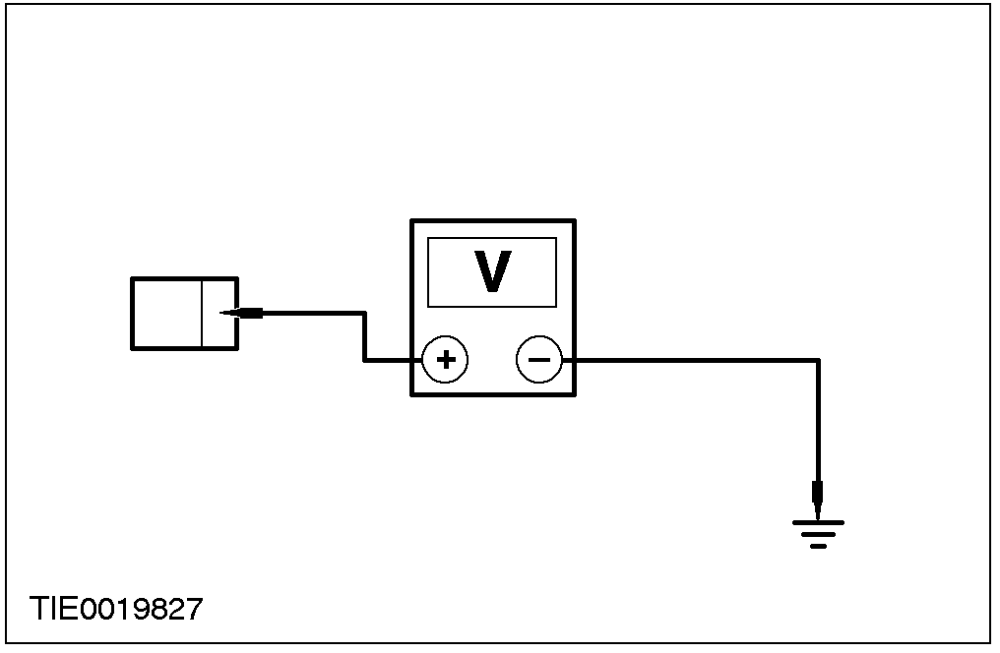 V
+ −
TIE0019827